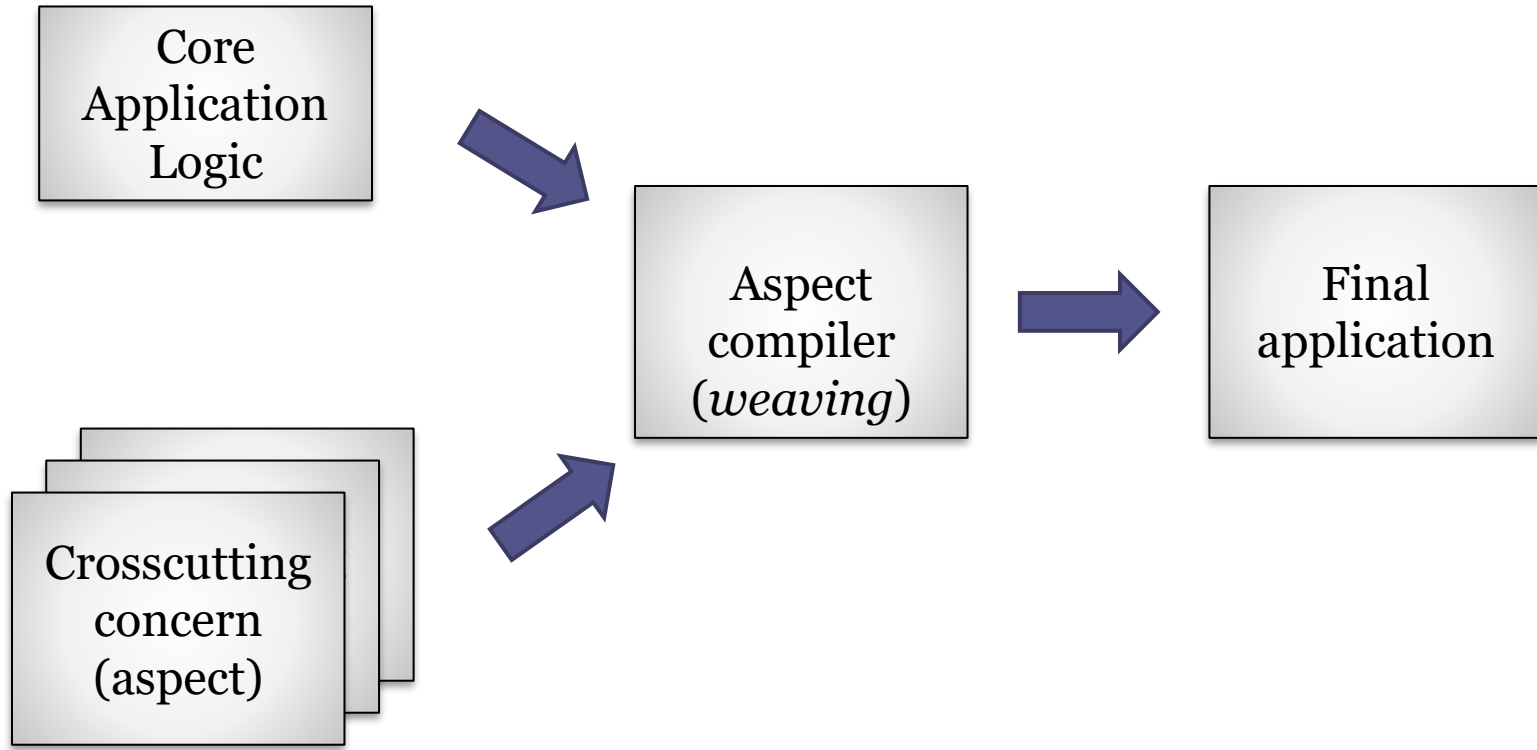 Core
Application
Logic
Aspect
compiler
(weaving)
Final
application
Crosscutting
concern
(aspect)